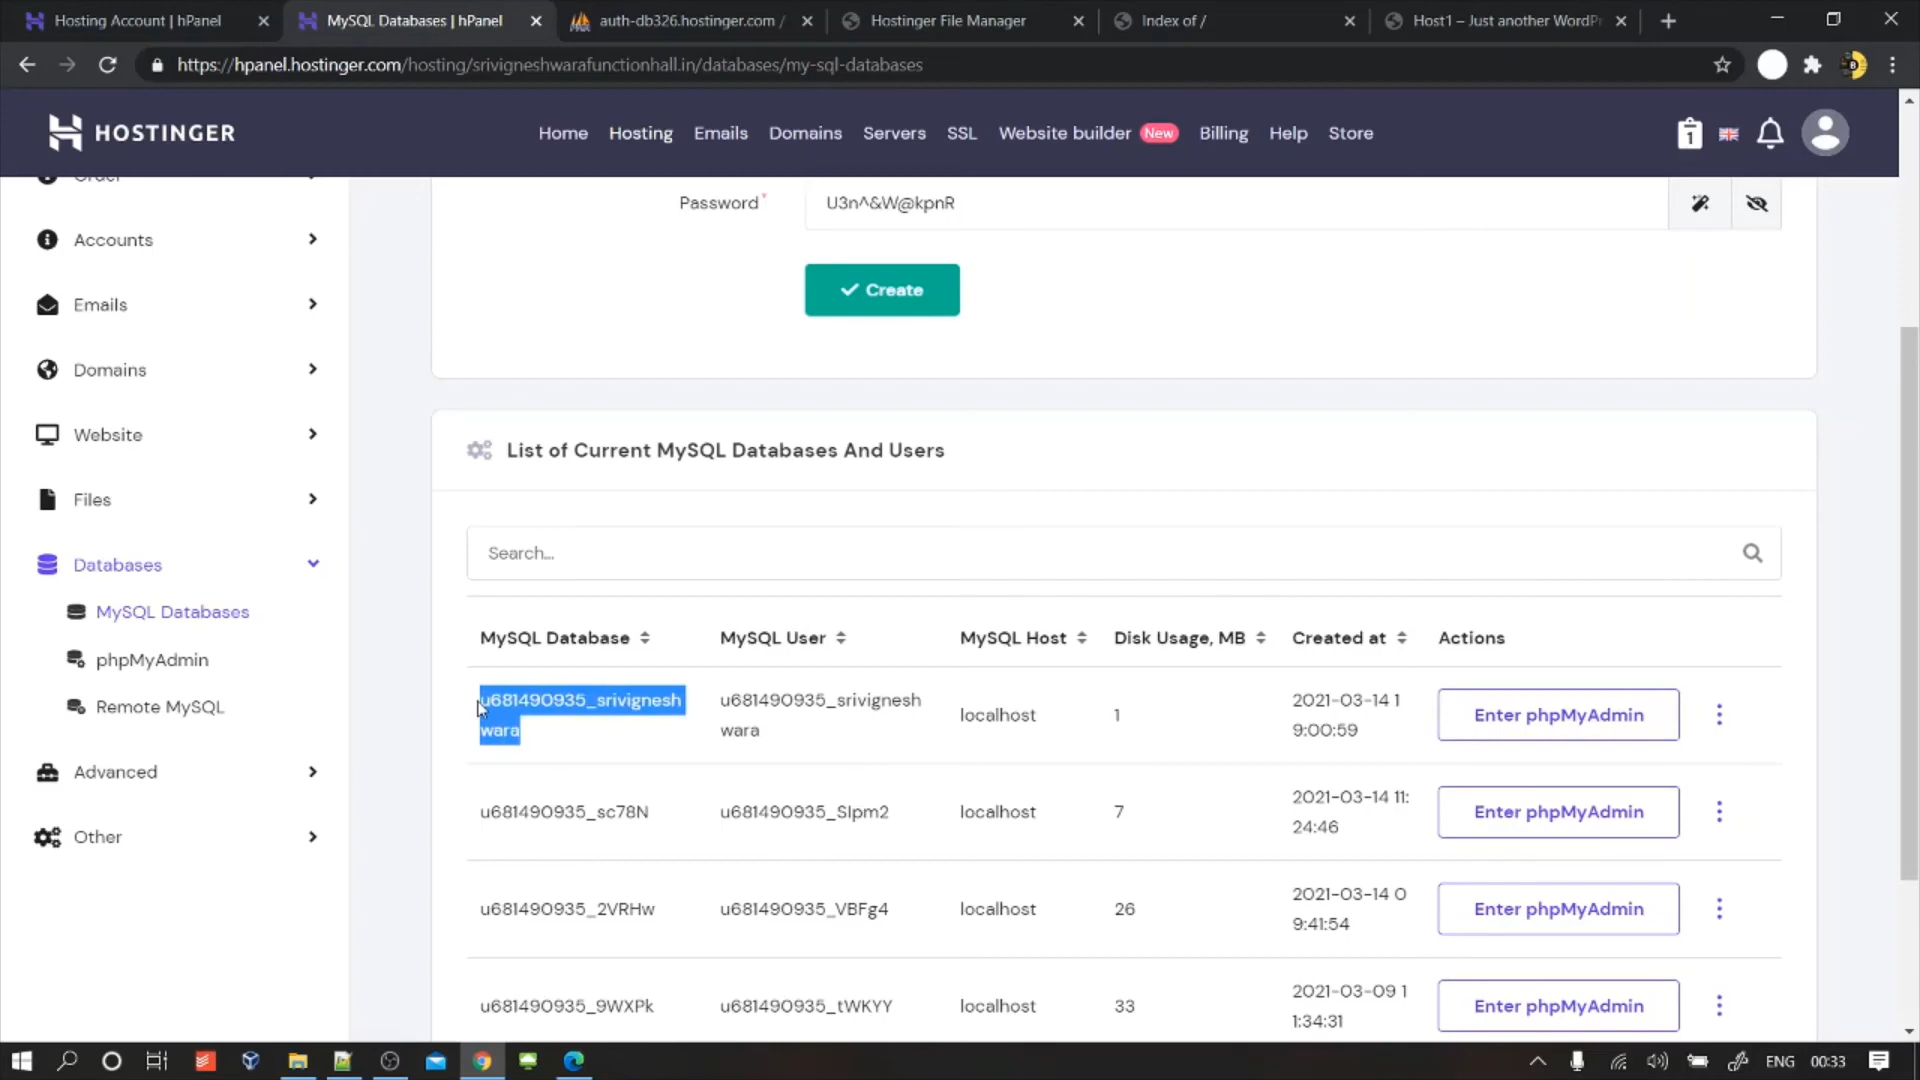 Hosting Account | hPanel
MySQL Databases | hPanel
auth-db326.hostinger.com /
Hostinger File Manager
Index of /
Host1 – Just another WordPr
https://hpanel.hostinger.com/hosting/srivigneshwarafunctionhall.in/databases/my-sql-databases
HOSTINGER
Home
Hosting
Emails
Domains
Servers
SSL
Website builder
New
Billing
Help
Store
1
Order
Accounts
Emails
Domains
Website
Files
Databases
MySQL Databases
phpMyAdmin
Remote MySQL
Advanced
Other
Password*
U3n^&W@kpnR
Create
List of Current MySQL Databases And Users
Search...
MySQL Database
MySQL User
MySQL Host
Disk Usage, MB
Created at
Actions
u681490935_srivignesh
wara
u681490935_srivignesh
wara
localhost
1
2021-03-14 1
9:00:59
Enter phpMyAdmin
u681490935_sc78N
u681490935_SIpm2
localhost
7
2021-03-14 11:
24:46
Enter phpMyAdmin
u681490935_2VRHw
u681490935_VBFg4
localhost
26
2021-03-14 0
9:41:54
Enter phpMyAdmin
u681490935_9WXPk
u681490935_tWKYY
localhost
33
2021-03-09 1
1:34:31
Enter phpMyAdmin
ENG
00:33